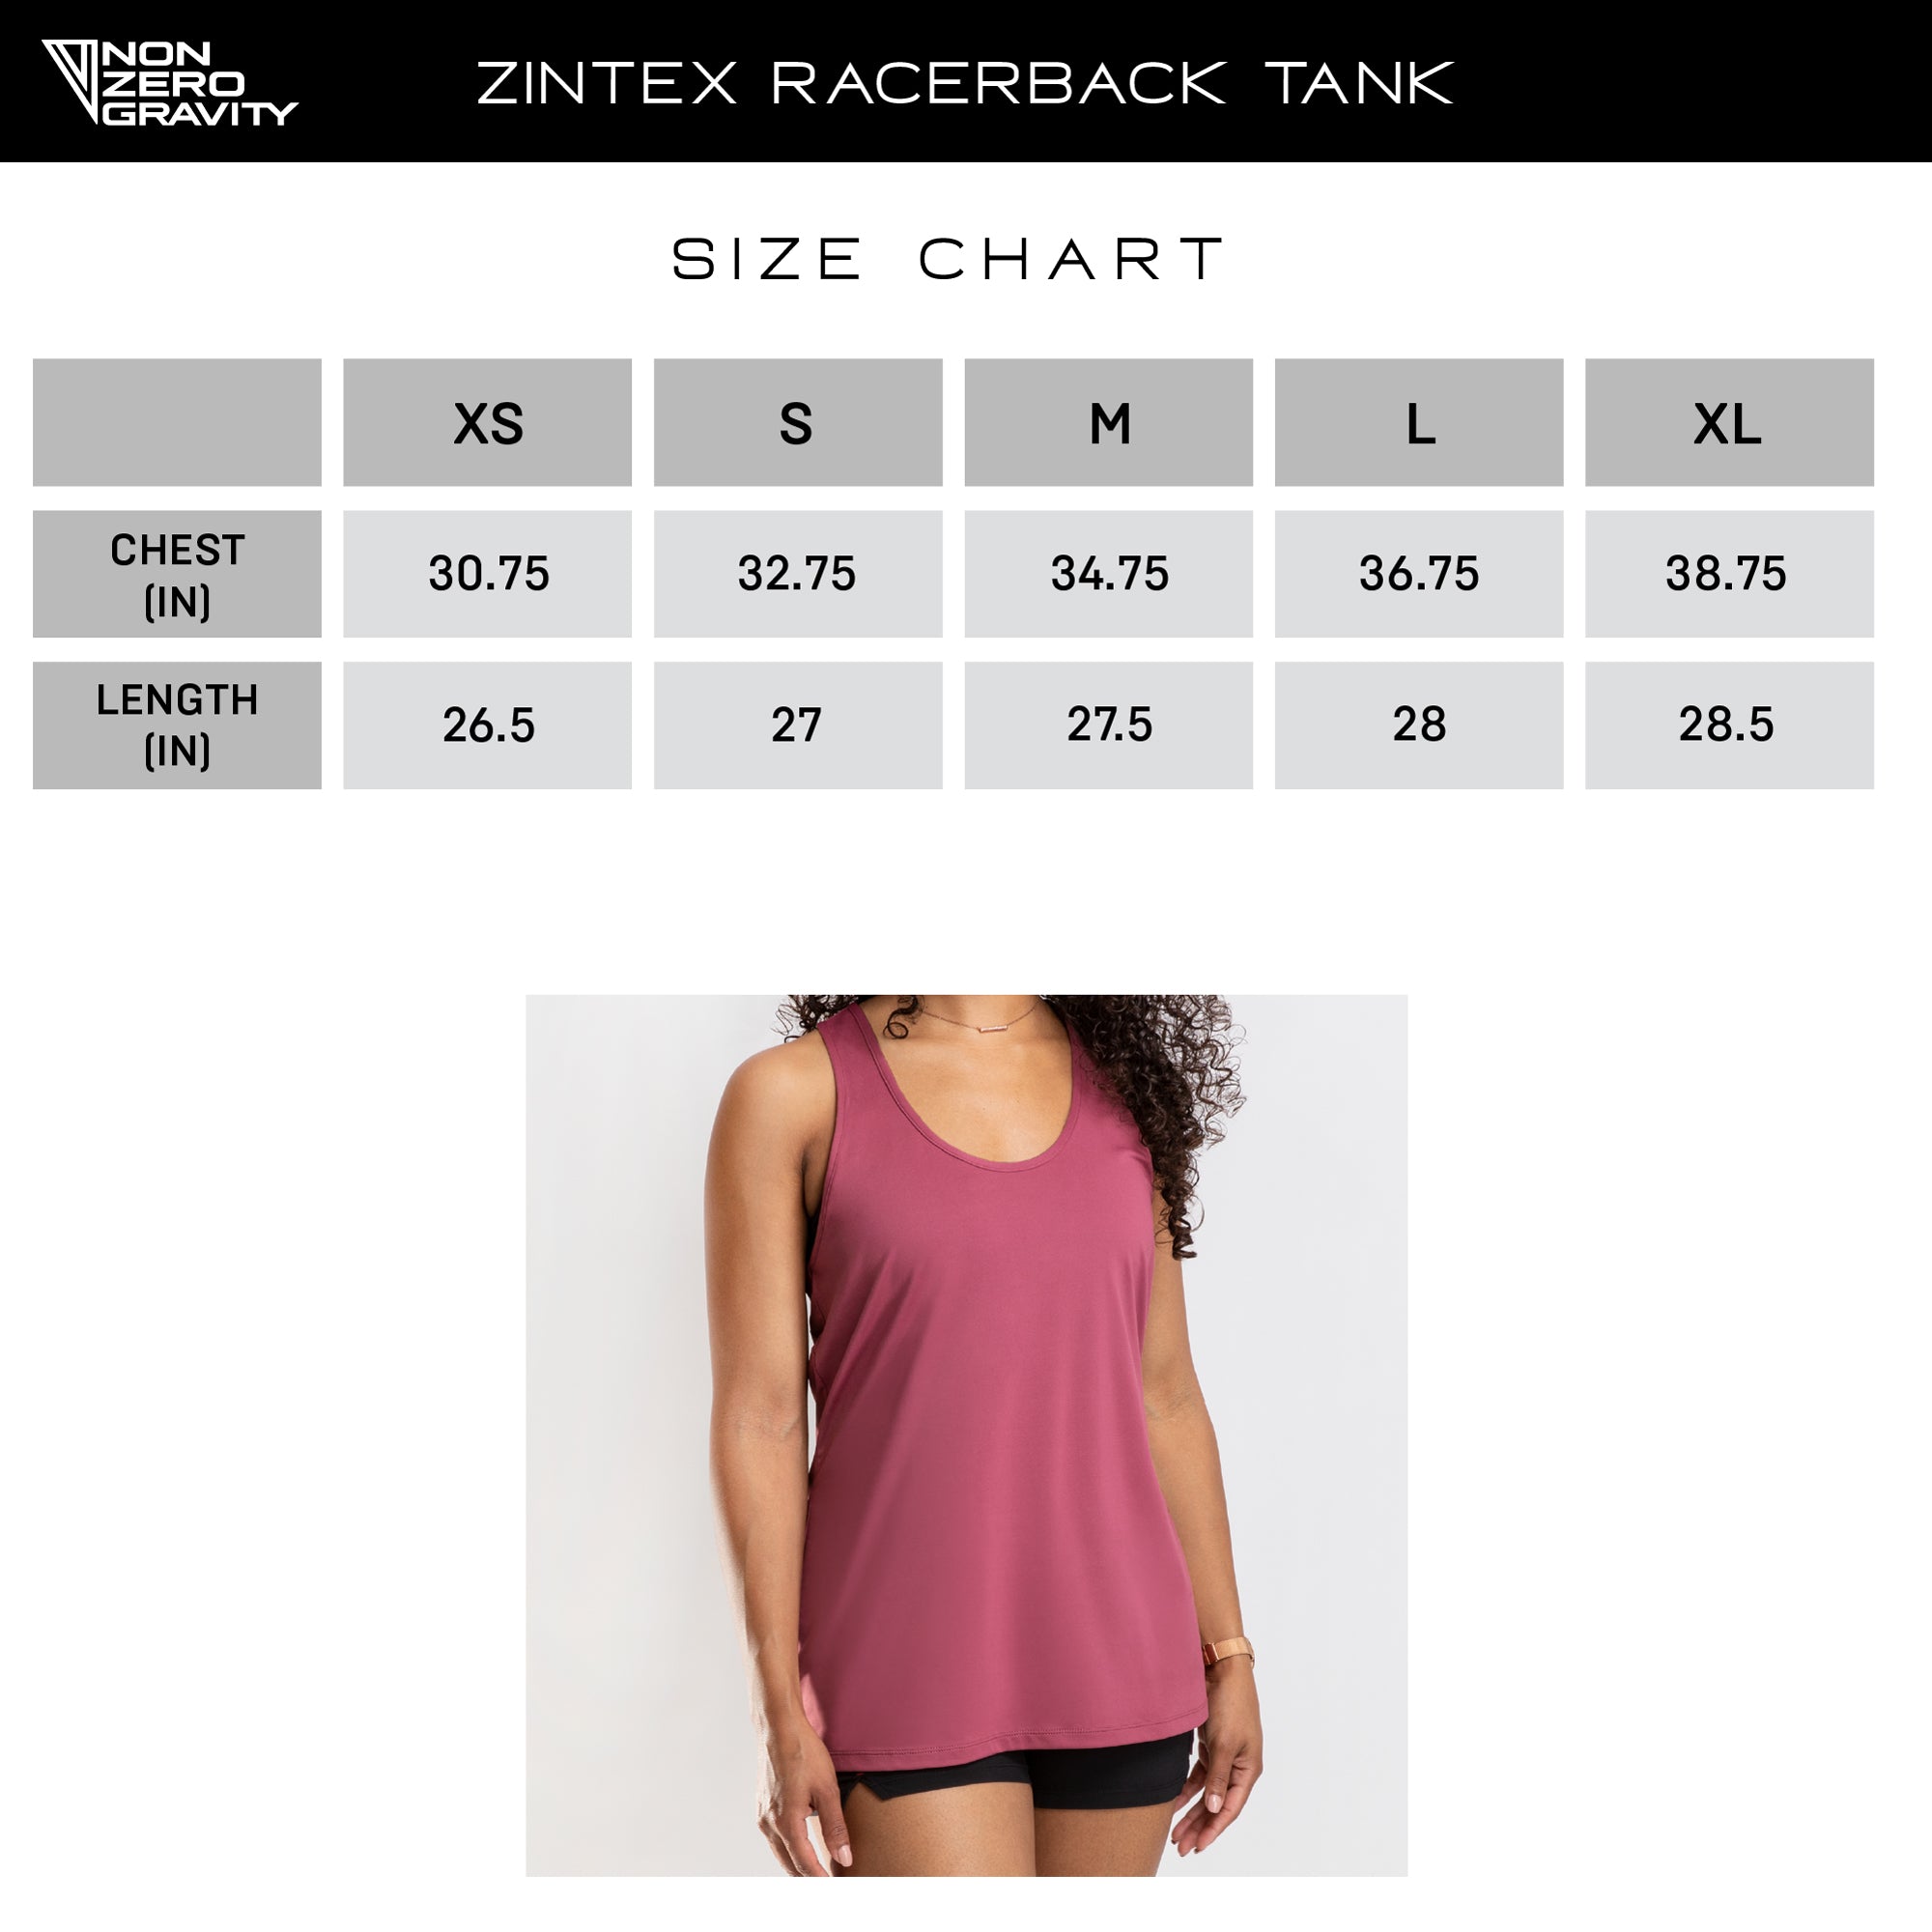 NON
ZERO
GRAVITY
ZINTEX RACERBACK TANK
SIZE CHART
XS S M L XL
CHEST
(IN)
30.75 32.75 34.75 36.75 38.75
LENGTH
(IN)
26.5 27 27.5 28 28.5